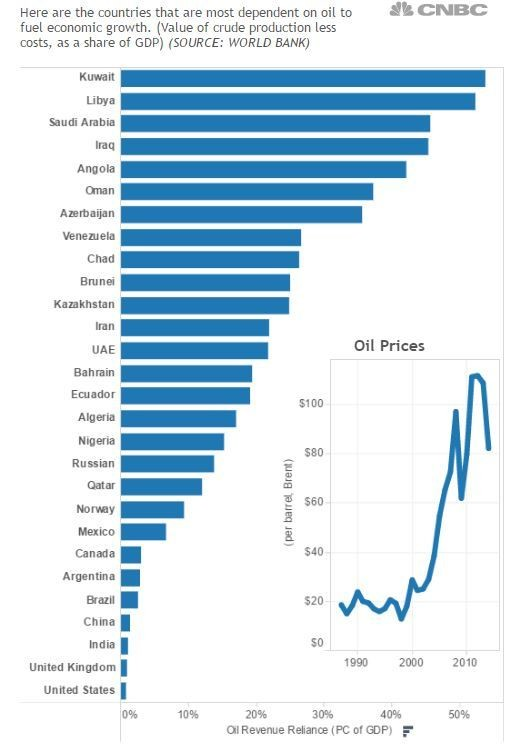 Here are the countries that are most dependent on oil to
fuel economic growth. (Value of crude production less
costs, as a share of GDP) (SOURCE: WORLD BANK)
CNBC
Kuwait
Libya
Saudi Arabia
Iraq
Angola
Oman
Azerbaijan
Venezuela
Chad
Brunei
Kazakhstan
Iran
UAE
Bahrain
Ecuador
Algeria
Nigeria
Russian
Qatar
Norway
Mexico
Canada
Argentina
Brazil
China
India
United Kingdom
United States
0% 10% 20% 30% 40% 50%
Oil Revenue Reliance (PC of GDP)
Oil Prices
(per barrel, Brent)
$100
$80
$60
$40
$20
$0
1990 2000 2010